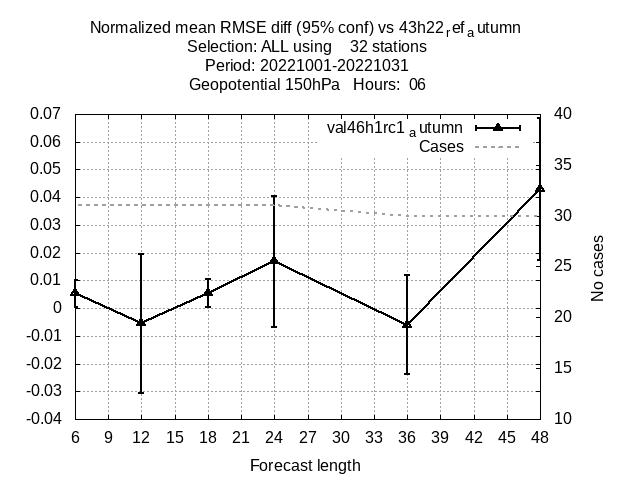 Normalized mean RMSE diff (95% conf) vs 43h22refautumn
Selection: ALL using    32 stations
Period: 20221001-20221031
Geopotential 150hPa   Hours:  06
val46h1rc1autumn
Cases
0.07
0.06
0.05
0.04
0.03
0.02
0.01
0
-0.01
-0.02
-0.03
-0.04
40
35
30
25
20
15
10
No cases
6 9 12 15 18 21 24 27 30 33 36 39 42 45 48
Forecast length